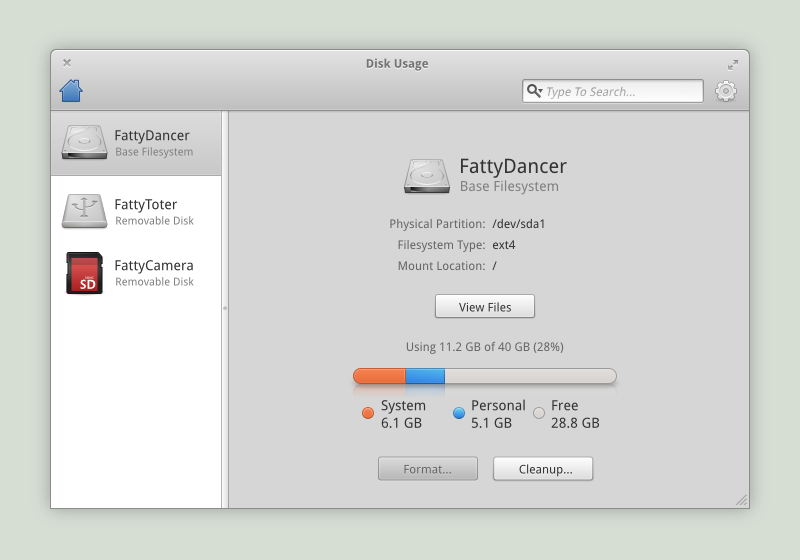 Disk Usage
Type To Search...
FattyDancer
Base Filesystem
FattyToter
Removable Disk
SD
FattyCamera
Removable Disk
FattyDancer
Base Filesystem
Physical Partition: /dev/sda1
Filesystem Type: ext4
Mount Location: /
View Files
Using 11.2 GB of 40 GB (28%)
System Personal Free
6.1 GB 5.1 GB 28.8 GB
Format... Cleanup...